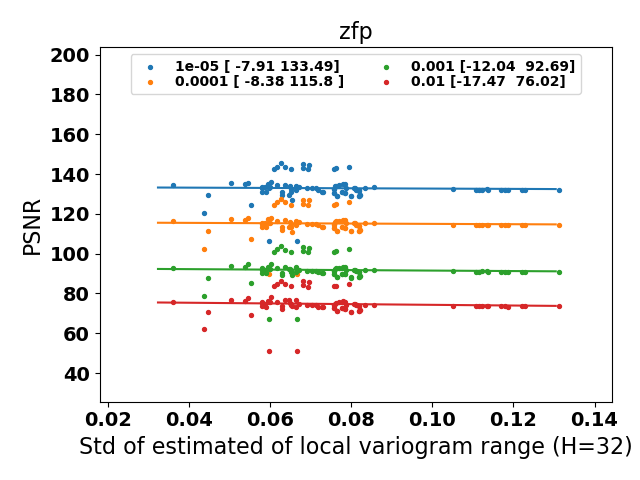 zfp
1e-05 [ -7.91 133.49]
0.0001 [ -8.38 115.8 ]
0.001 [-12.04  92.69]
0.01 [-17.47  76.02]
PSNR
200
180
160
140
120
100
80
60
40
0.02 0.04 0.06 0.08 0.10 0.12 0.14
Std of estimated of local variogram range (H=32)